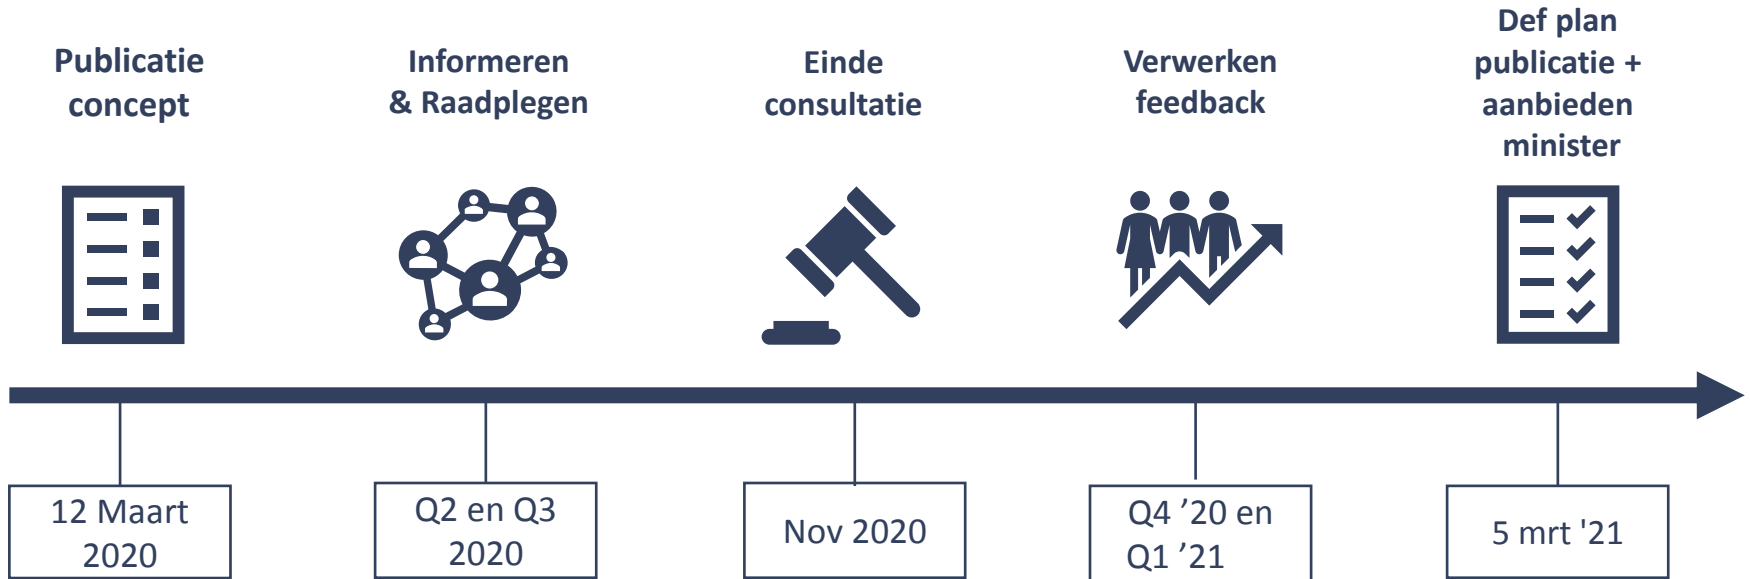 Publicatie
concept
Informeren
& Raadplegen
Einde
consultatie
Verwerken
feedback
Def plan
publicatie +
aanbieden
minister
12 Maart
2020
Q2 en Q3
2020
Nov 2020
Q4 ’20 en
Q1 ’21
5 mrt '21